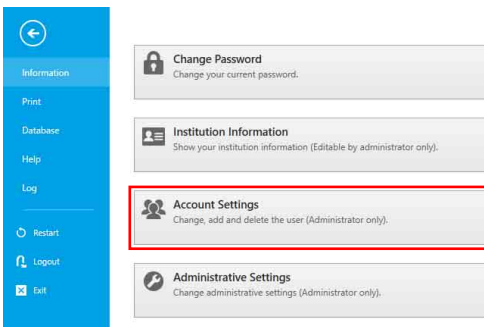 Information
Print
Database
Help
Log
Restart
Logout
Exit
Change Password
Change your current password.
Institution Information
Show your institution information (Editable by administrator only).
Account Settings
Change, add and delete the user (Administrator only).
Administrative Settings
Change administrative settings (Administrator only).